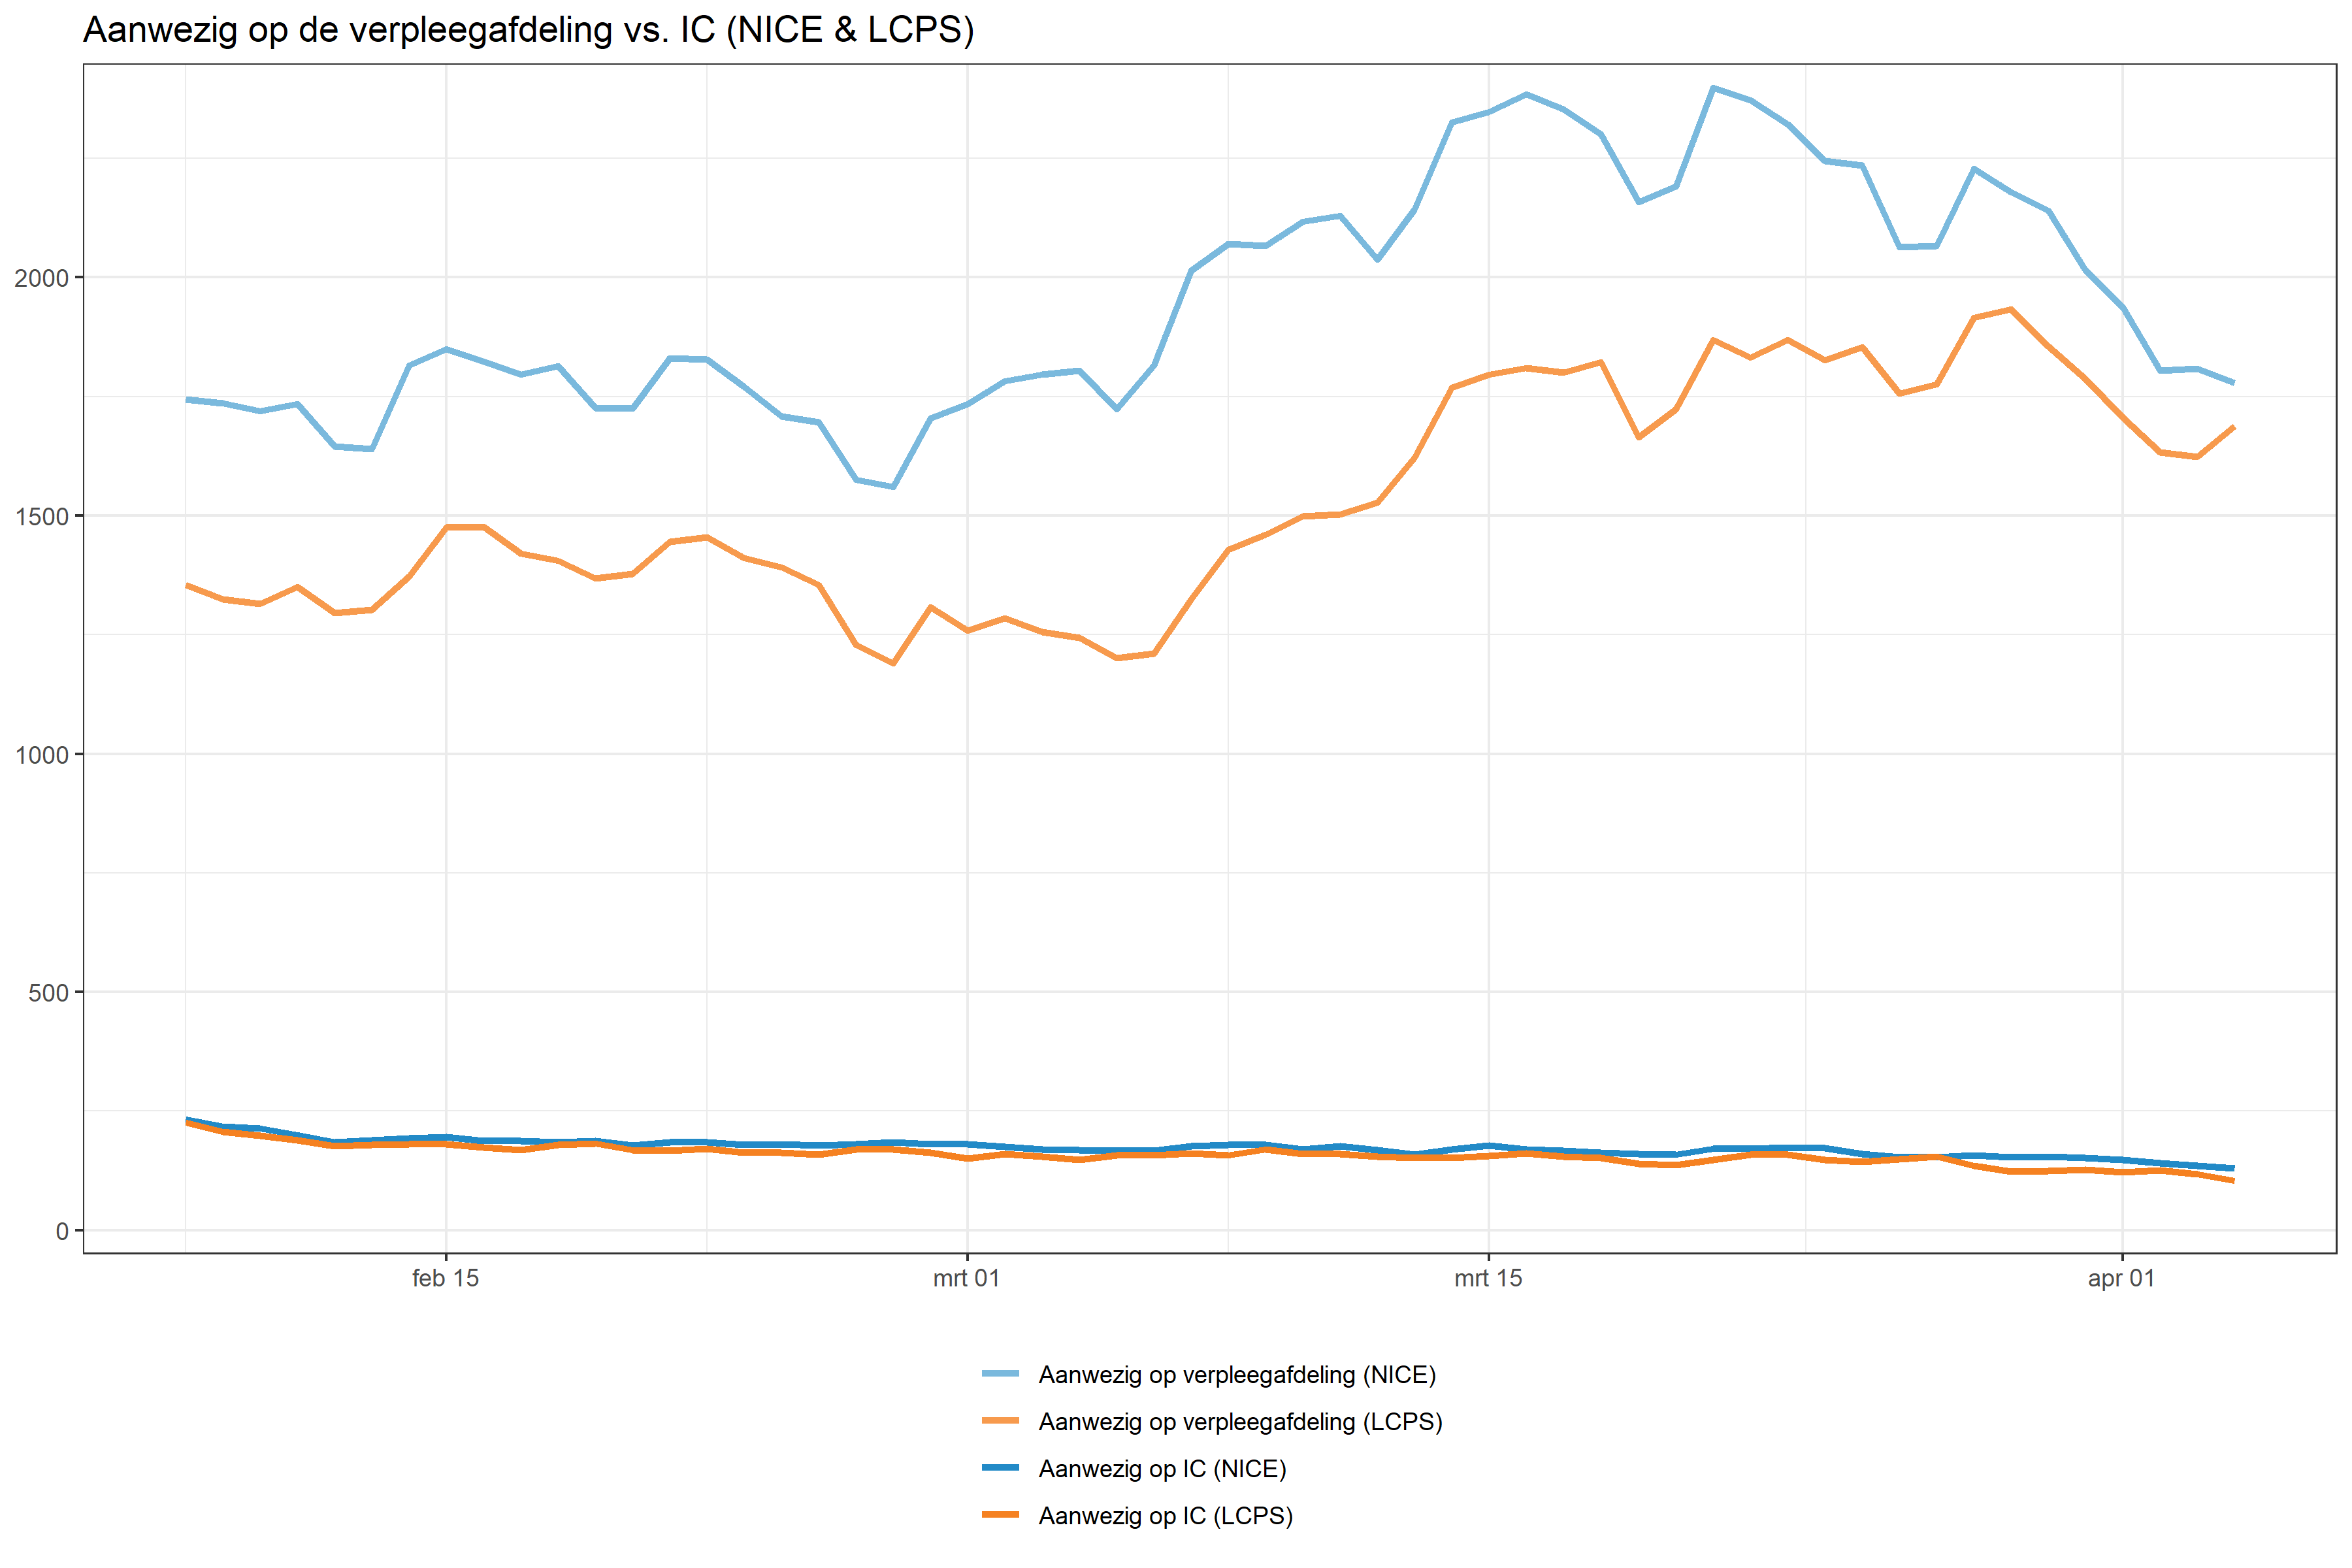 Aanwezig op de verpleegafdeling vs. IC (NICE & LCPS)
2000
1500
1000
500
0
feb 15
mrt 01
mrt 15
apr 01
Aanwezig op verpleegafdeling (NICE)
Aanwezig op verpleegafdeling (LCPS)
Aanwezig op IC (NICE)
Aanwezig op IC (LCPS)